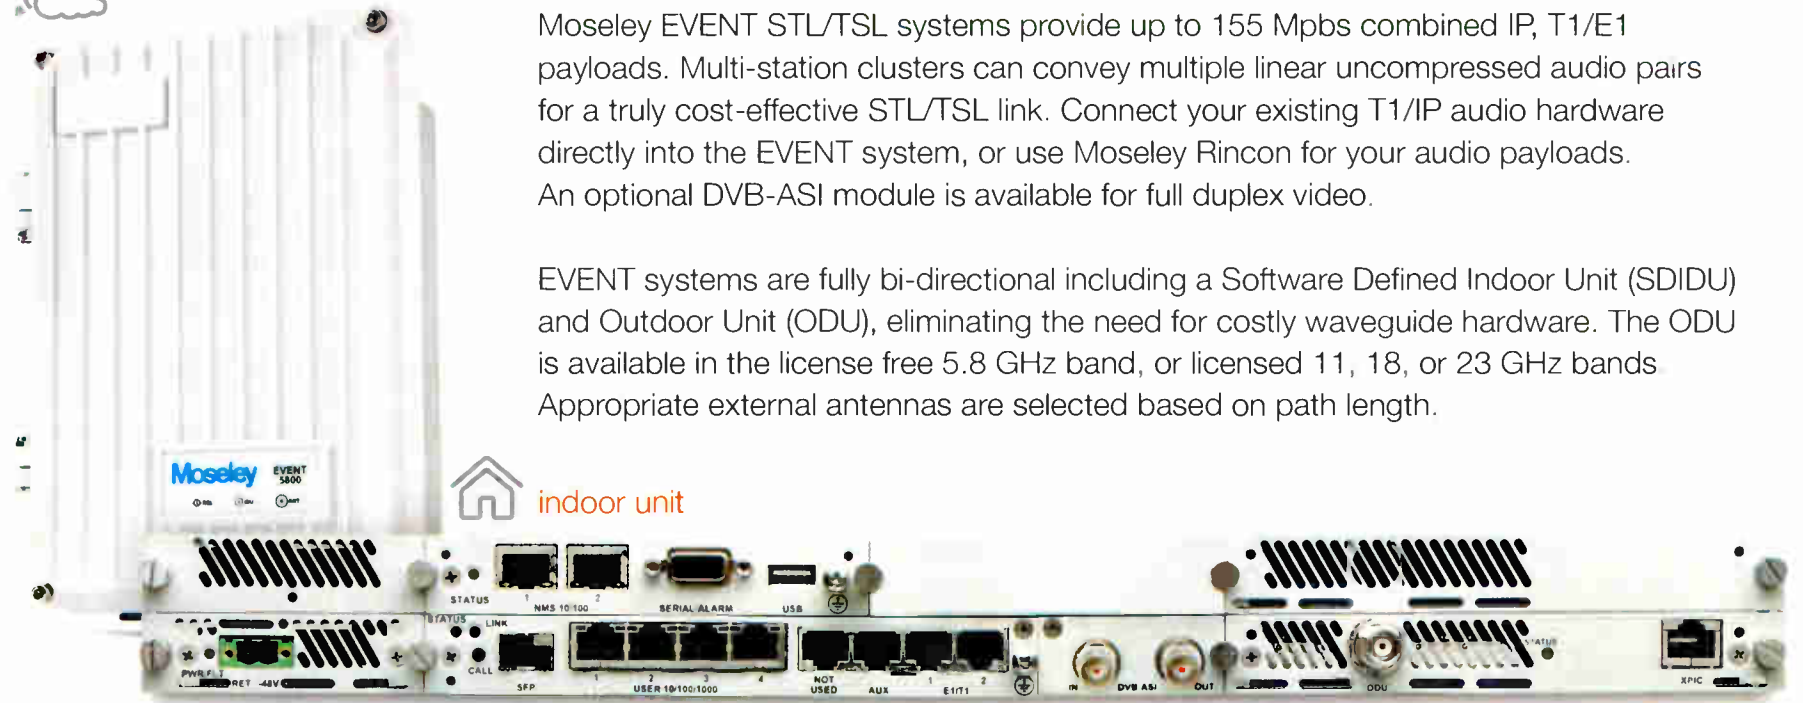 Moseley EVENT STL/TSL systems provide up to 155 Mpbs combined IP, T1/E1
payloads. Multi-station clusters can convey multiple linear uncompressed audio pairs
for a truly cost-effective STL/TSL link. Connect your existing T1/IP audio hardware
directly into the EVENT system, or use Moseley Rincon for your audio payloads.
An optional DVB-ASI module is available for full duplex video.
EVENT systems are fully bi-directional including a Software Defined Indoor Unit (SDIDU)
and Outdoor Unit (ODU), eliminating the need for costly waveguide hardware. The ODU
is available in the license free 5.8 GHz band, or licensed 11, 18, or 23 GHz bands
Appropriate external antennas are selected based on path length.
Moseley EVENT
5800
indoor unit
STATUS 1 2
NMS 10/100 SERIAL ALARM USB
STATUS LINK
CALL
SFP
1 2 3 4
USER 10/100/1000
NOT
USED AUX
1 2
E1/T1
IN DVB ASI OUT
ODU
STATUS
XPIC
PWR FLT
RET -48V